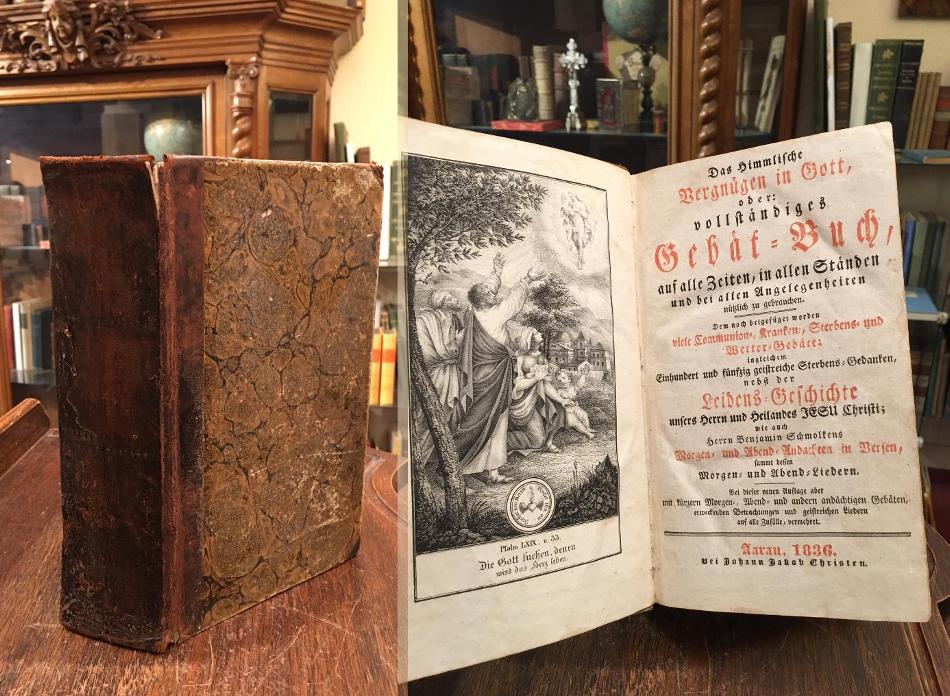 Psalm LXIX. v. 33.
Die Gott suchen, denen
wird das Herz leben.
Das Himmlische
Vergnügen in Gott,
oder:
vollständiges
Gebät-Buch,
auf alle Zeiten, in allen Ständen
und bei allen Angelegenheiten
nützlich zu gebrauchen.
Dem noch beigefüget worden
viele Communion-, Kranken-, Sterbens- und
Wetter-Gebäte:
ingleichem
Einhundert und fünfzig geistreiche Sterbens-Gedanken,
nebst der
Leidens-Geschichte
unsers Herrn und Heilandes JESU Christi;
wie auch
Herrn Benjamin Schmolkens
Morgen- und Abend-Andachten in Versen,
sammt dessen
Morgen- und Abend-Liedern.
Bei dieser neuen Auflage aber
mit kürzern Morgen-, Abend- und andern andächtigen Gebäten,
erweckenden Betrachtungen und geistreichen Liedern
auf alle Zufälle, vermehret.
Aarau, 1836.
Bei Johann Jakob Christen.